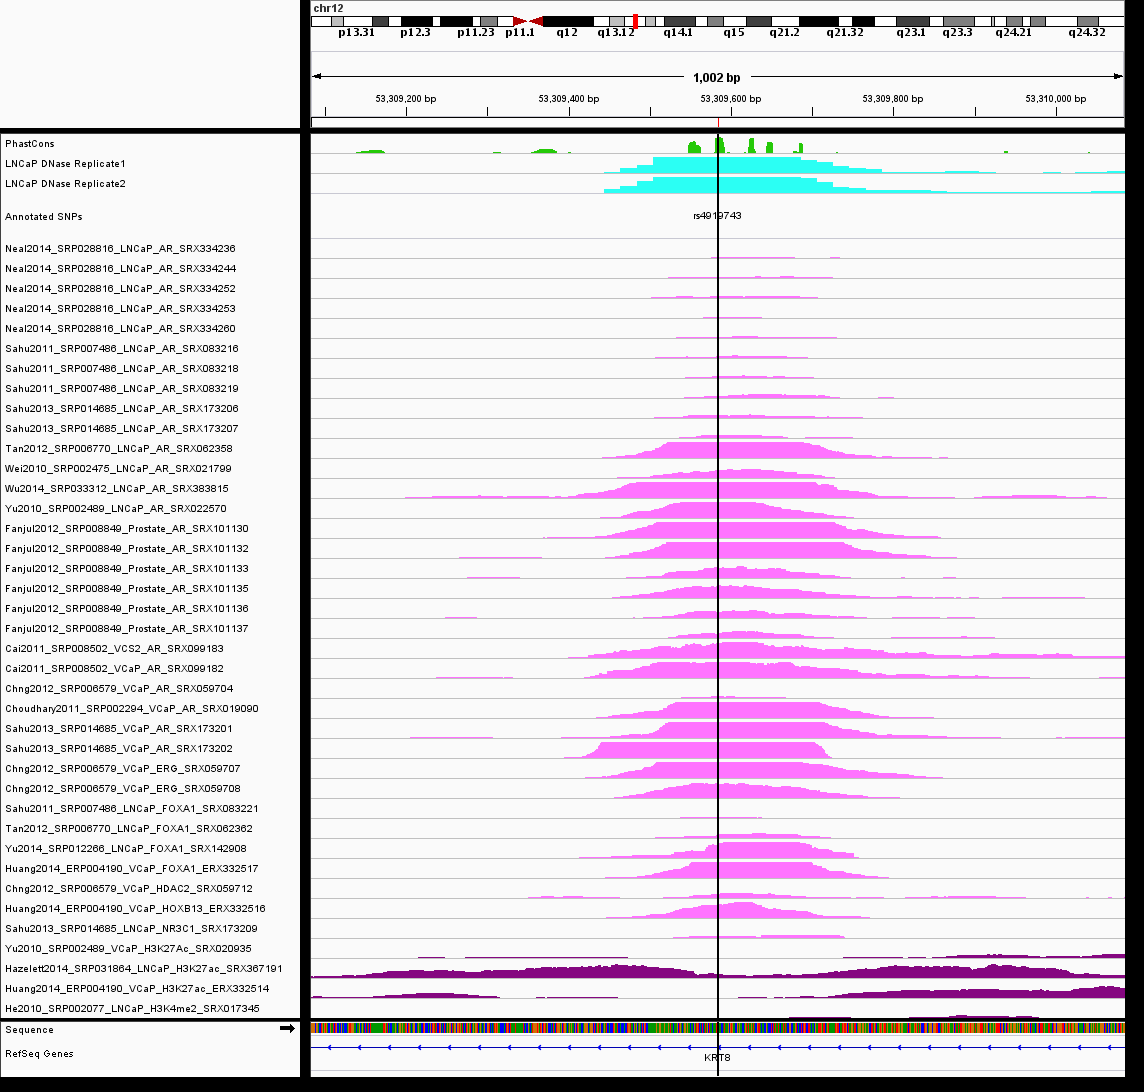 chr12
p13.31 p12.3 p11.23 p11.1 q12 q13.12 q14.1 q15 q21.2 q21.32 q23.1 q23.3 q24.21 q24.32
1,002 bp
53,309,200 bp 53,309,400 bp 53,309,600 bp 53,309,800 bp 53,310,000 bp
PhastCons
LNCaP DNase Replicate1
LNCaP DNase Replicate2
Annotated SNPs
rs4919743
Neal2014_SRP028816_LNCaP_AR_SRX334236
Neal2014_SRP028816_LNCaP_AR_SRX334244
Neal2014_SRP028816_LNCaP_AR_SRX334252
Neal2014_SRP028816_LNCaP_AR_SRX334253
Neal2014_SRP028816_LNCaP_AR_SRX334260
Sahu2011_SRP007486_LNCaP_AR_SRX083216
Sahu2011_SRP007486_LNCaP_AR_SRX083218
Sahu2011_SRP007486_LNCaP_AR_SRX083219
Sahu2013_SRP014685_LNCaP_AR_SRX173206
Sahu2013_SRP014685_LNCaP_AR_SRX173207
Tan2012_SRP006770_LNCaP_AR_SRX062358
Wei2010_SRP002475_LNCaP_AR_SRX021799
Wu2014_SRP033312_LNCaP_AR_SRX383815
Yu2010_SRP002489_LNCaP_AR_SRX022570
Fanjul2012_SRP008849_Prostate_AR_SRX101130
Fanjul2012_SRP008849_Prostate_AR_SRX101132
Fanjul2012_SRP008849_Prostate_AR_SRX101133
Fanjul2012_SRP008849_Prostate_AR_SRX101135
Fanjul2012_SRP008849_Prostate_AR_SRX101136
Fanjul2012_SRP008849_Prostate_AR_SRX101137
Cai2011_SRP008502_VCS2_AR_SRX099183
Cai2011_SRP008502_VCaP_AR_SRX099182
Chng2012_SRP006579_VCaP_AR_SRX059704
Choudhary2011_SRP002294_VCaP_AR_SRX019090
Sahu2013_SRP014685_VCaP_AR_SRX173201
Sahu2013_SRP014685_VCaP_AR_SRX173202
Chng2012_SRP006579_VCaP_ERG_SRX059707
Chng2012_SRP006579_VCaP_ERG_SRX059708
Sahu2011_SRP007486_LNCaP_FOXA1_SRX083221
Tan2012_SRP006770_LNCaP_FOXA1_SRX062362
Yu2014_SRP012266_LNCaP_FOXA1_SRX142908
Huang2014_ERP004190_VCaP_FOXA1_ERX332517
Chng2012_SRP006579_VCaP_HDAC2_SRX059712
Huang2014_ERP004190_VCaP_HOXB13_ERX332516
Sahu2013_SRP014685_LNCaP_NR3C1_SRX173209
Yu2010_SRP002489_VCaP_H3K27Ac_SRX020935
Hazelett2014_SRP031864_LNCaP_H3K27ac_SRX367191
Huang2014_ERP004190_VCaP_H3K27ac_ERX332514
He2010_SRP002077_LNCaP_H3K4me2_SRX017345
Sequence
RefSeq Genes
KRT8